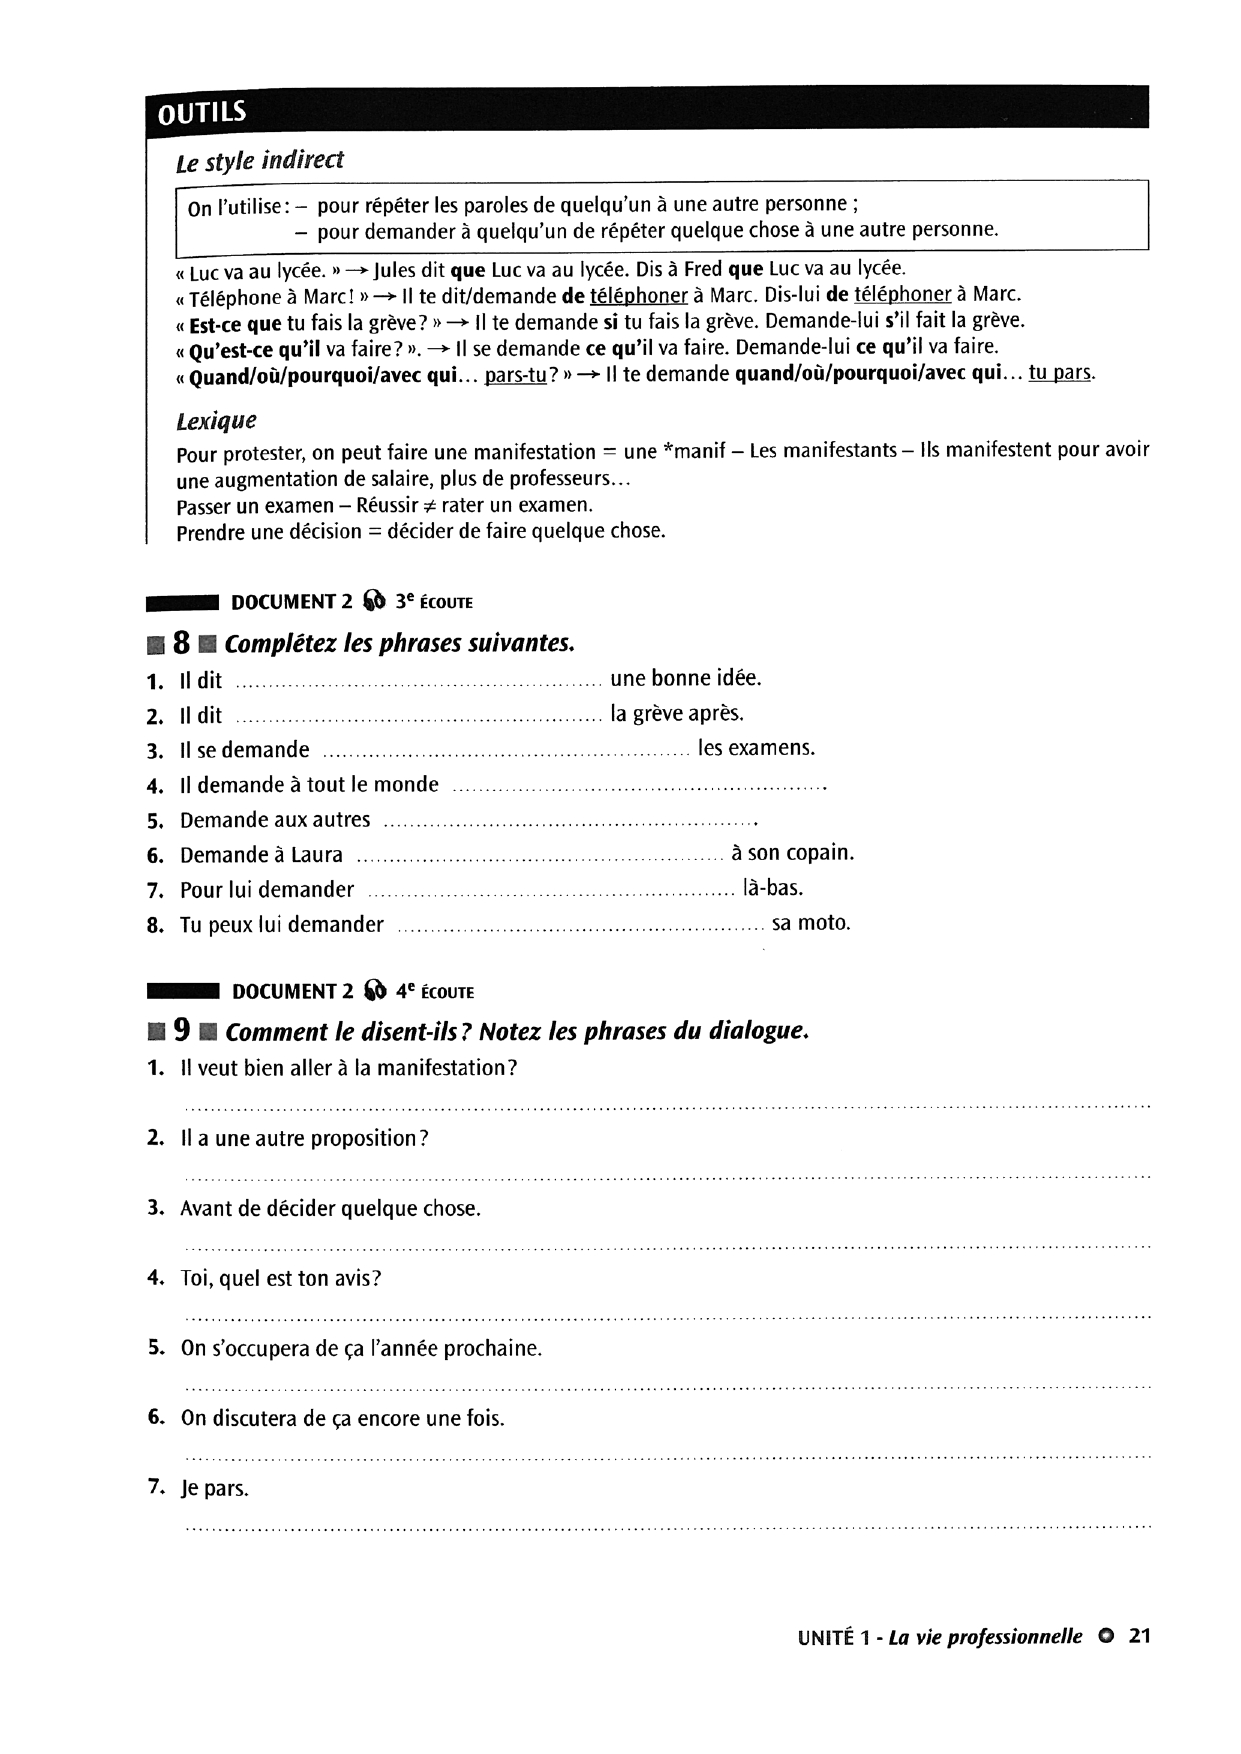 OUTILS
Le style indirect
On l'utilise : – pour répéter les paroles de quelqu'un à une autre personne ;
– pour demander à quelqu'un de répéter quelque chose à une autre personne.
« Luc va au lycée. » → Jules dit que Luc va au lycée. Dis à Fred que Luc va au lycée.
« Téléphone à Marc ! » → Il te dit/demande de téléphoner à Marc. Dis-lui de téléphoner à Marc.
« Est-ce que tu fais la grève ? » → Il te demande si tu fais la grève. Demande-lui s'il fait la grève.
« Qu'est-ce qu'il va faire ? ». → Il se demande ce qu'il va faire. Demande-lui ce qu'il va faire.
« Quand/où/pourquoi/avec qui… pars-tu ? » → Il te demande quand/où/pourquoi/avec qui… tu pars.
Lexique
Pour protester, on peut faire une manifestation = une *manif – Les manifestants – Ils manifestent pour avoir
une augmentation de salaire, plus de professeurs…
Passer un examen – Réussir ≠ rater un examen.
Prendre une décision = décider de faire quelque chose.
DOCUMENT 2 3e ÉCOUTE
8 Complétez les phrases suivantes.
1. Il dit ........................................ une bonne idée.
2. Il dit ........................................ la grève après.
3. Il se demande ........................................ les examens.
4. Il demande à tout le monde ........................................ .
5. Demande aux autres ........................................ .
6. Demande à Laura ........................................ à son copain.
7. Pour lui demander ........................................ là-bas.
8. Tu peux lui demander ........................................ sa moto.
DOCUMENT 2 4e ÉCOUTE
9 Comment le disent-ils ? Notez les phrases du dialogue.
1. Il veut bien aller à la manifestation ?
2. Il a une autre proposition ?
3. Avant de décider quelque chose.
4. Toi, quel est ton avis ?
5. On s'occupera de ça l'année prochaine.
6. On discutera de ça encore une fois.
7. Je pars.
UNITÉ 1 - La vie professionnelle 21